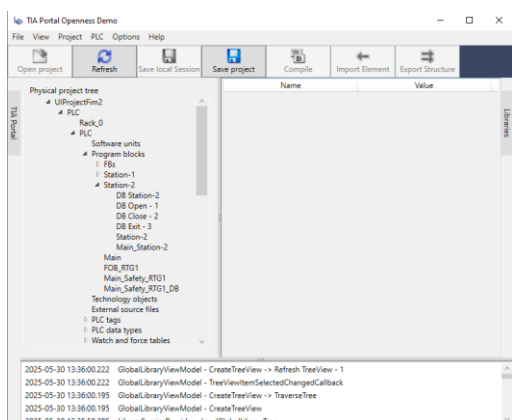 TIA Portal Openness Demo
File View Project PLC Options Help
Open project Refresh Save local Session Save project Compile Import Element Export Structure
TIA Portal
Physical project tree
UIProjectFim2
PLC
Rack_0
PLC
Software units
Program blocks
FBs
Station-1
Station-2
DB Station-2
DB Open - 1
DB Close - 2
DB Exit - 3
Station-2
Main_Station-2
Main
FOB_RTG1
Main_Safety_RTG1
Main_Safety_RTG1_DB
Technology objects
External source files
PLC tags
PLC data types
Watch and force tables
Name Value
Libraries
2025-05-30 13:36:00.222 GlobalLibraryViewModel - CreateTreeView -> Refresh TreeView - 1
2025-05-30 13:36:00.222 GlobalLibraryViewModel - TreeViewItemSelectedChangedCallback
2025-05-30 13:36:00.195 GlobalLibraryViewModel - CreateTreeView -> TraverseTree
2025-05-30 13:36:00.195 GlobalLibraryViewModel - CreateTreeView